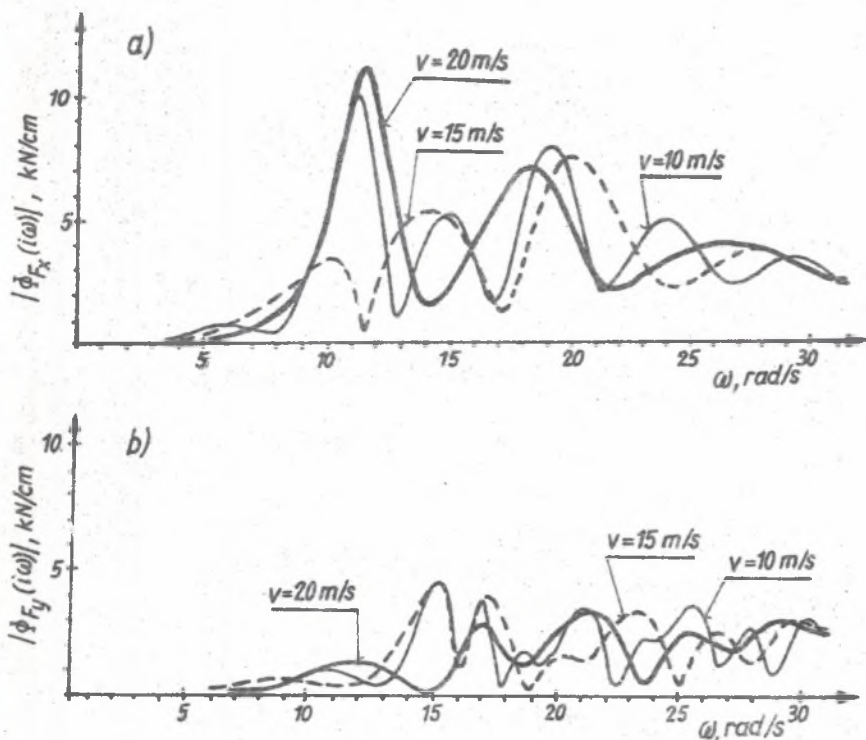 a)
v = 20 m/s
v = 15 m/s
v = 10 m/s
10
5
|Φ_Fx (iω)|, kN/cm
5 10 15 20 25 30
ω, rad/s
b)
10
5
|Φ_Fy (iω)|, kN/cm
v = 20 m/s
v = 15 m/s
v = 10 m/s
5 10 15 20 25 30
ω, rad/s